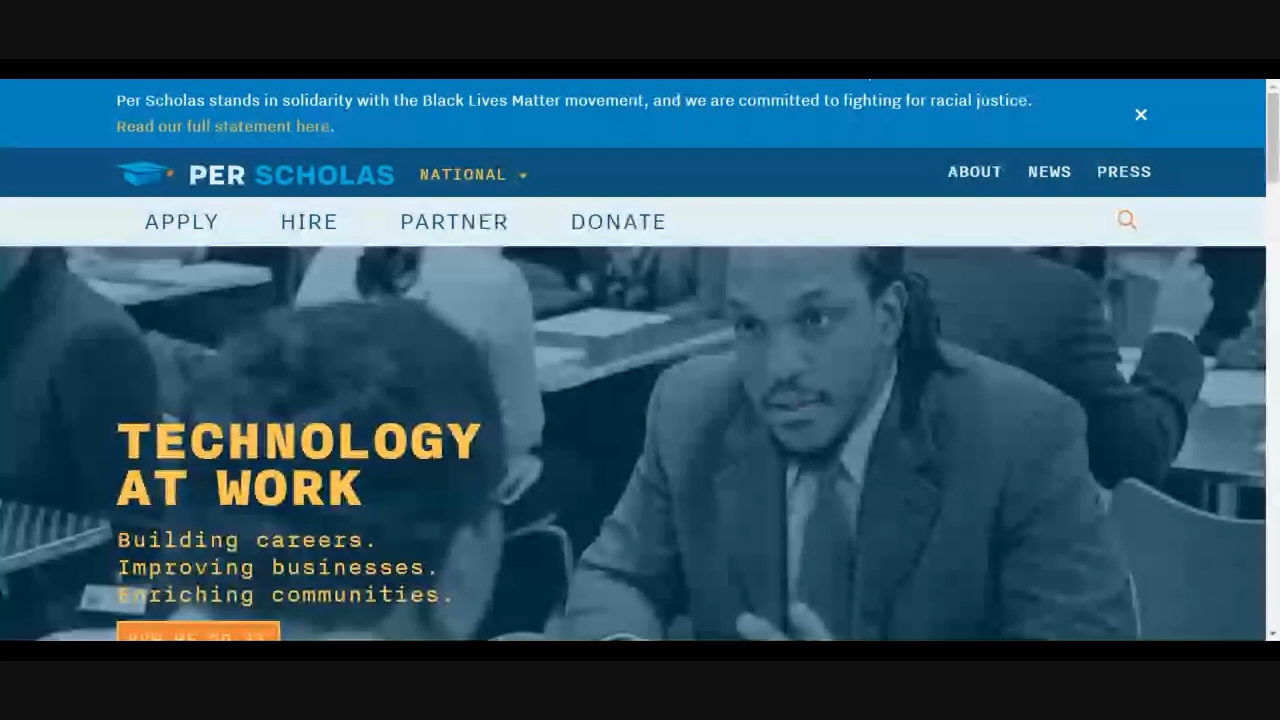 Per Scholas stands in solidarity with the Black Lives Matter movement, and we are committed to fighting for racial justice.
Read our full statement here.
PER SCHOLAS NATIONAL
ABOUT NEWS PRESS
APPLY HIRE PARTNER DONATE
TECHNOLOGY
AT WORK
Building careers.
Improving businesses.
Enriching communities.